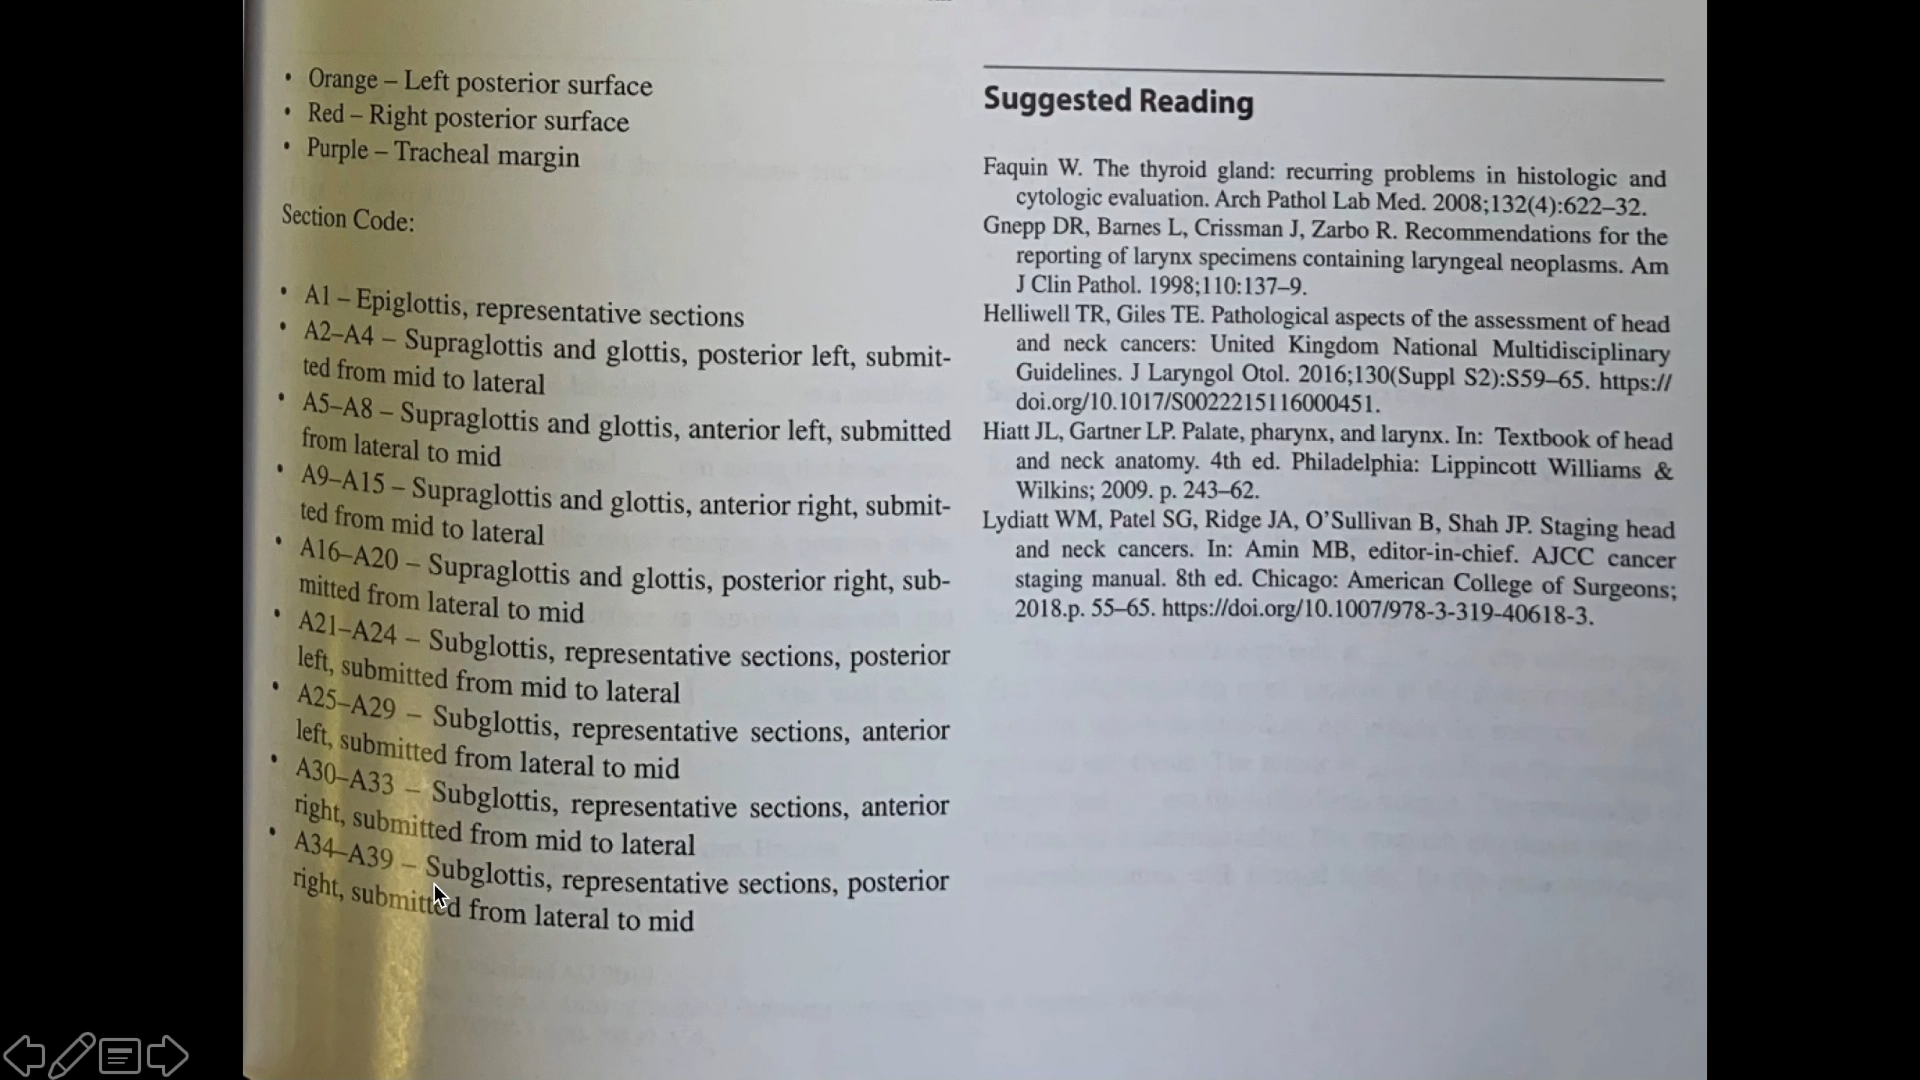 • Orange – Left posterior surface
• Red – Right posterior surface
• Purple – Tracheal margin
Section Code:
• A1 – Epiglottis, representative sections
• A2–A4 – Supraglottis and glottis, posterior left, submit-
ted from mid to lateral
• A5–A8 – Supraglottis and glottis, anterior left, submitted
from lateral to mid
• A9–A15 – Supraglottis and glottis, anterior right, submit-
ted from mid to lateral
• A16–A20 – Supraglottis and glottis, posterior right, sub-
mitted from lateral to mid
• A21–A24 – Subglottis, representative sections, posterior
left, submitted from mid to lateral
• A25–A29 – Subglottis, representative sections, anterior
left, submitted from lateral to mid
• A30–A33 – Subglottis, representative sections, anterior
right, submitted from mid to lateral
• A34–A39 – Subglottis, representative sections, posterior
right, submitted from lateral to mid
Suggested Reading
Faquin W. The thyroid gland: recurring problems in histologic and
cytologic evaluation. Arch Pathol Lab Med. 2008;132(4):622–32.
Gnepp DR, Barnes L, Crissman J, Zarbo R. Recommendations for the
reporting of larynx specimens containing laryngeal neoplasms. Am
J Clin Pathol. 1998;110:137–9.
Helliwell TR, Giles TE. Pathological aspects of the assessment of head
and neck cancers: United Kingdom National Multidisciplinary
Guidelines. J Laryngol Otol. 2016;130(Suppl S2):S59–65. https://
doi.org/10.1017/S0022215116000451.
Hiatt JL, Gartner LP. Palate, pharynx, and larynx. In: Textbook of head
and neck anatomy. 4th ed. Philadelphia: Lippincott Williams &
Wilkins; 2009. p. 243–62.
Lydiatt WM, Patel SG, Ridge JA, O’Sullivan B, Shah JP. Staging head
and neck cancers. In: Amin MB, editor-in-chief. AJCC cancer
staging manual. 8th ed. Chicago: American College of Surgeons;
2018.p. 55–65. https://doi.org/10.1007/978-3-319-40618-3.